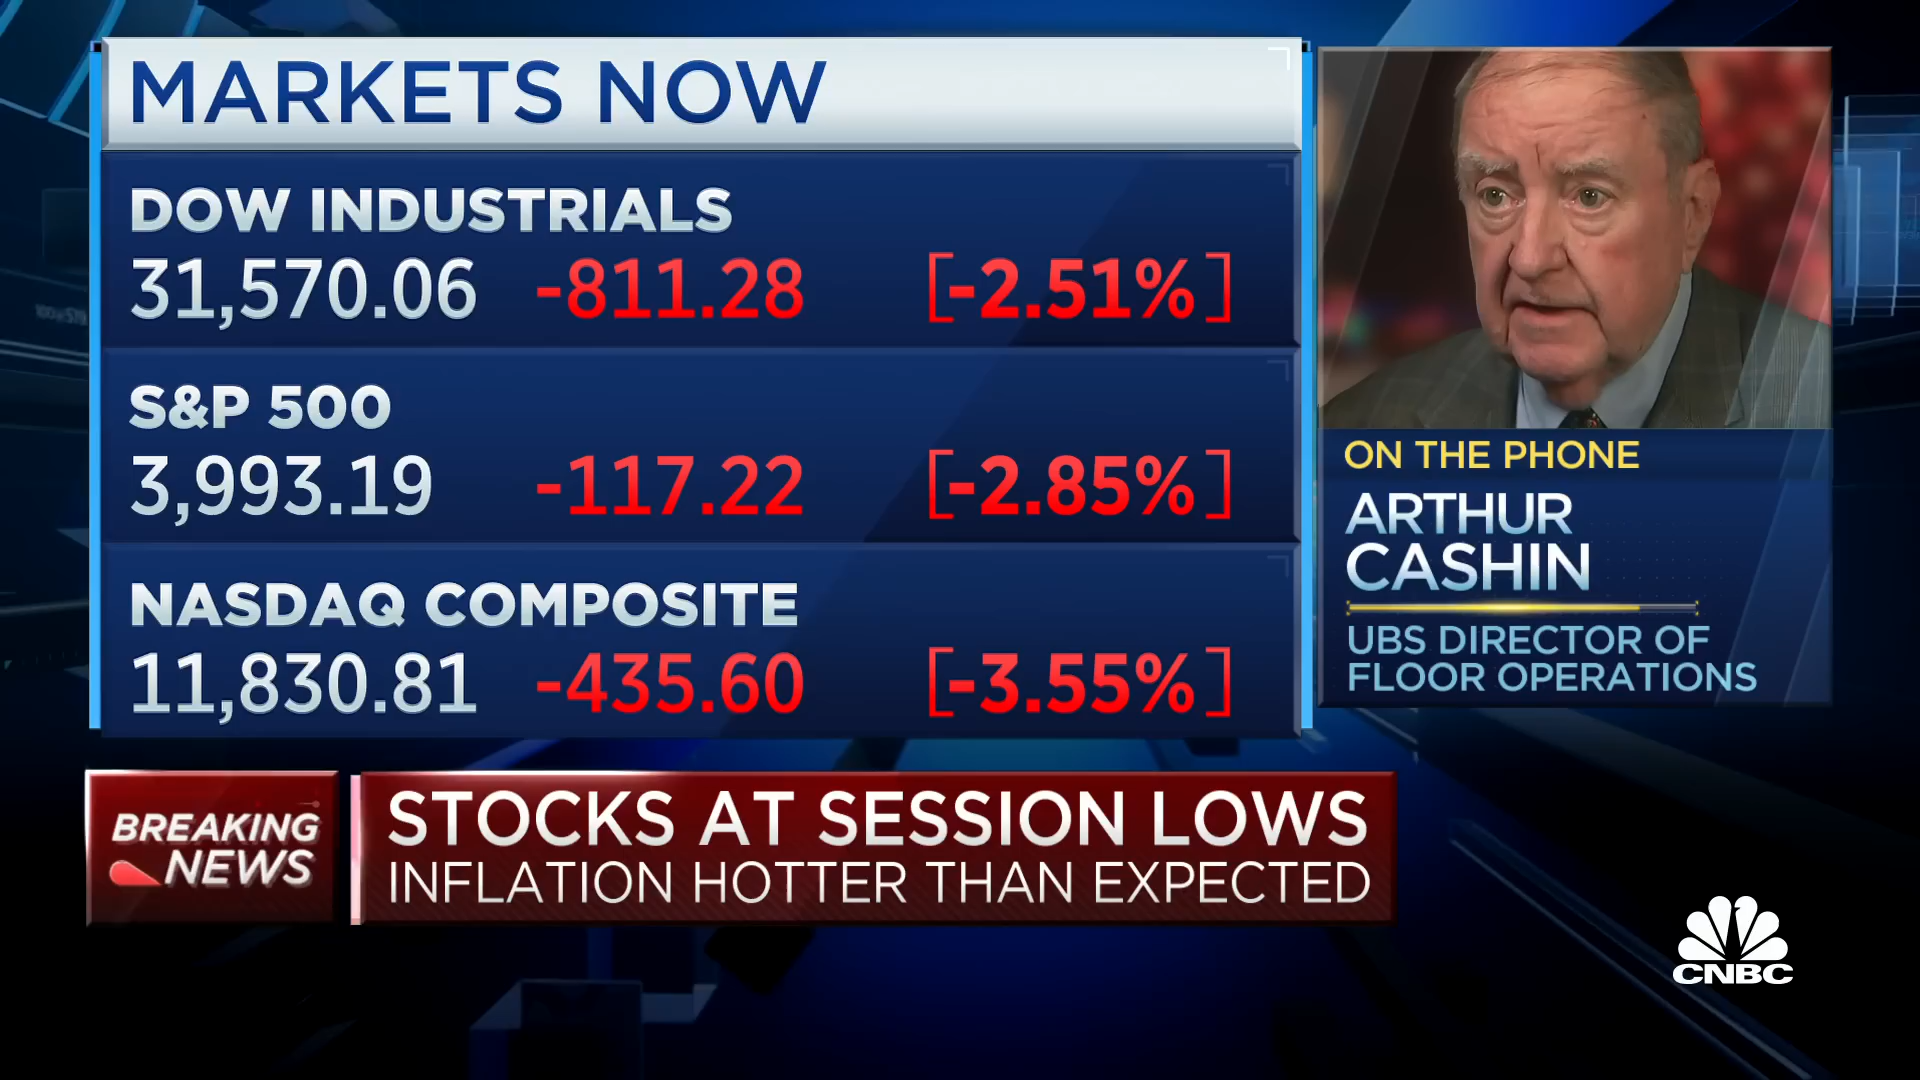 MARKETS NOW
DOW INDUSTRIALS
31,570.06 -811.28 [-2.51%]
S&P 500
3,993.19 -117.22 [-2.85%]
NASDAQ COMPOSITE
11,830.81 -435.60 [-3.55%]
ON THE PHONE
ARTHUR
CASHIN
UBS DIRECTOR OF
FLOOR OPERATIONS
BREAKING
NEWS
STOCKS AT SESSION LOWS
INFLATION HOTTER THAN EXPECTED
CNBC